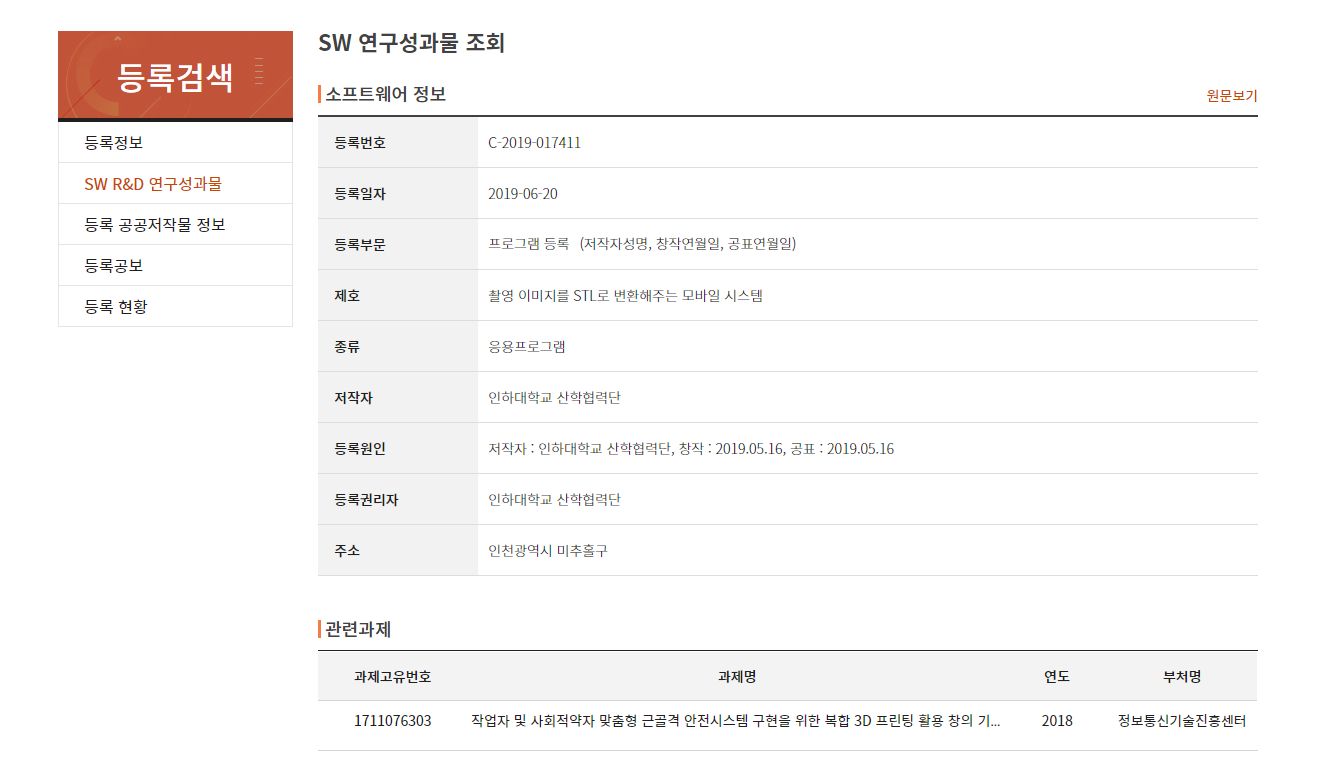 등록검색
등록정보
SW R&D 연구성과물
등록 공공저작물 정보
등록공보
등록 현황
SW 연구성과물 조회
소프트웨어 정보 원문보기
등록번호 C-2019-017411
등록일자 2019-06-20
등록부문 프로그램 등록 (저작자성명, 창작연월일, 공표연월일)
제호 촬영 이미지를 STL로 변환해주는 모바일 시스템
종류 응용프로그램
저작자 인하대학교 산학협력단
등록원인 저작자 : 인하대학교 산학협력단, 창작 : 2019.05.16, 공표 : 2019.05.16
등록권리자 인하대학교 산학협력단
주소 인천광역시 미추홀구
관련과제
과제고유번호 과제명 연도 부처명
1711076303 작업자 및 사회적약자 맞춤형 근골격 안전시스템 구현을 위한 복합 3D 프린팅 활용 창의 기... 2018 정보통신기술진흥센터